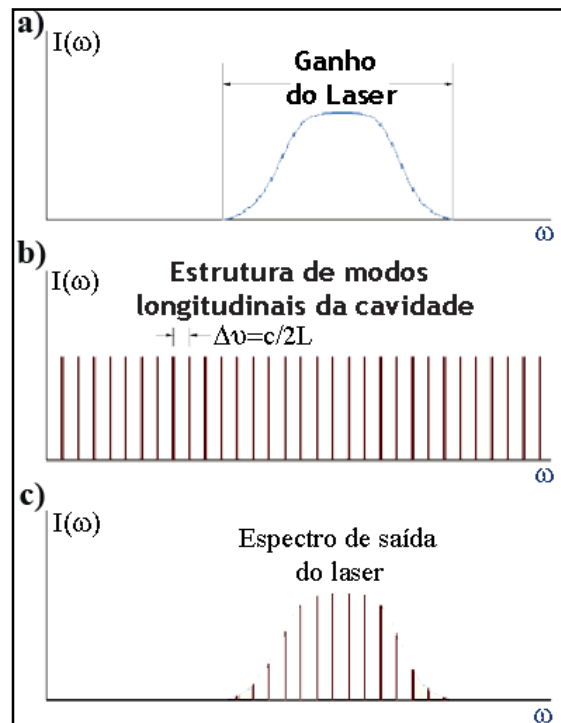 a)
I(ω)
Ganho
do Laser
ω
b)
I(ω)
Estrutura de modos
longitudinais da cavidade
Δυ=c/2L
ω
c)
I(ω)
Espectro de saída
do laser
ω